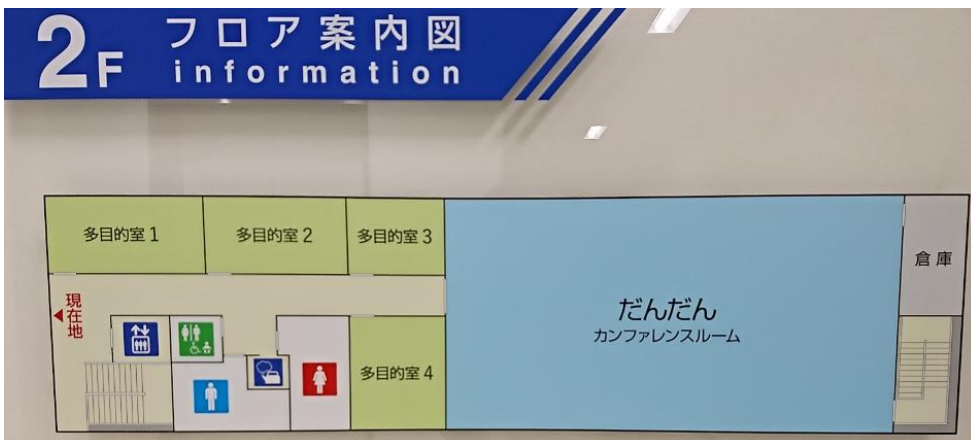 2F
フロア案内図
information
多目的室 1
多目的室 2
多目的室 3
倉庫
現在地
だんだん
カンファレンスルーム
多目的室 4